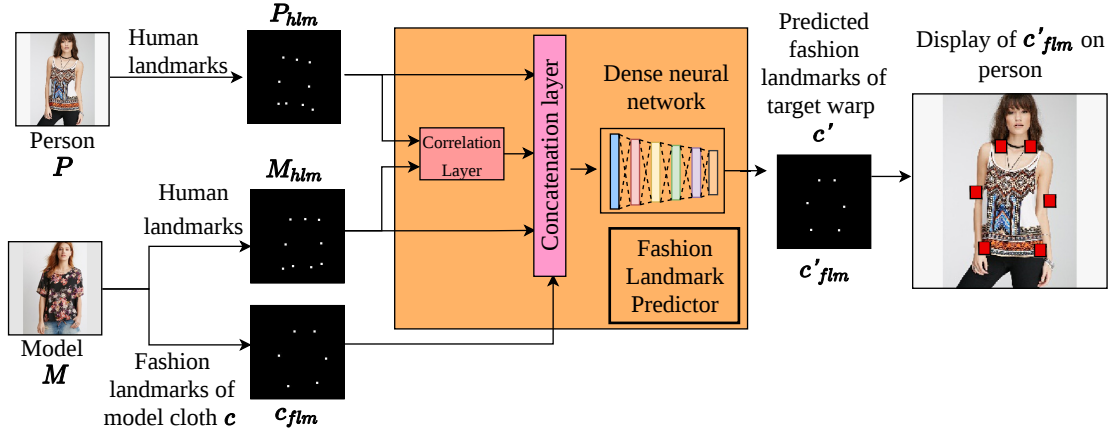 Person
P
Human
landmarks
P_hlm
Model
M
Human
landmarks
M_hlm
Fashion
landmarks of
model cloth c
c_flm
Correlation
Layer
Concatenation layer
Dense neural
network
Fashion
Landmark
Predictor
Predicted
fashion
landmarks of
target warp
c'
c'_flm
Display of c'_flm on
person